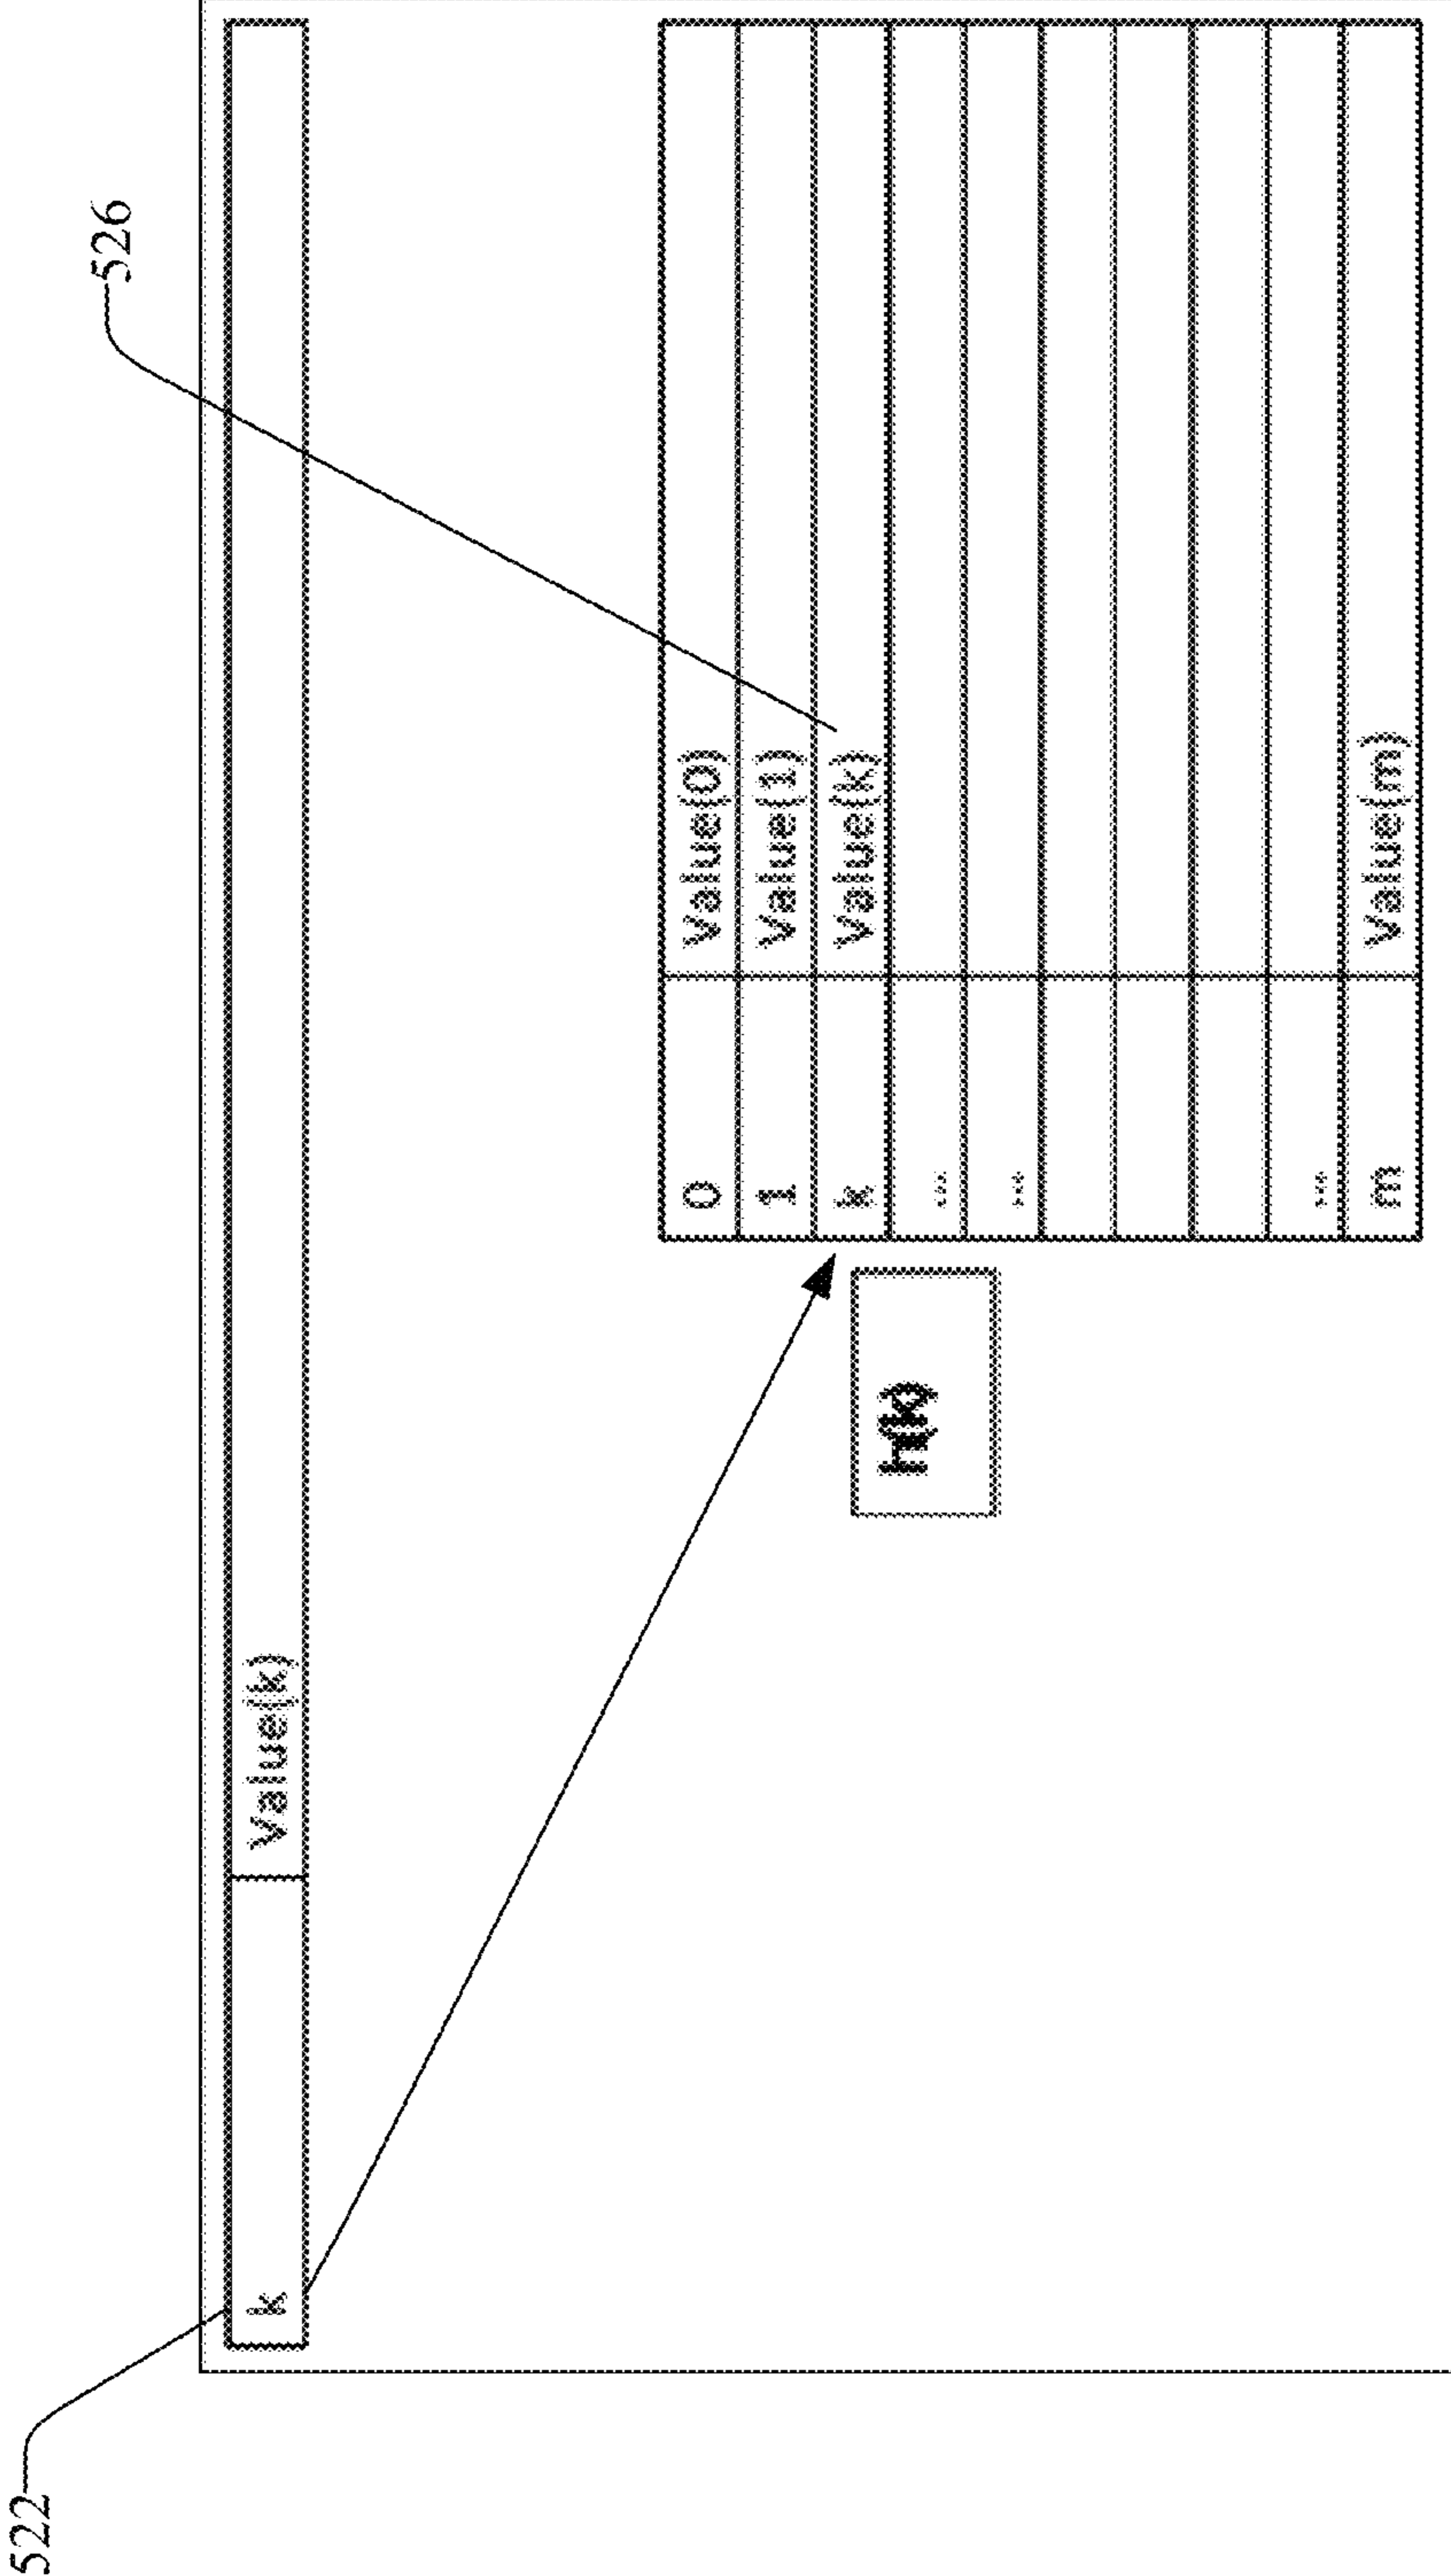 522
526
k Value(k)
h(k)
0 Value(0)
1 Value(1)
k Value(k)
...
...
...
m Value(m)